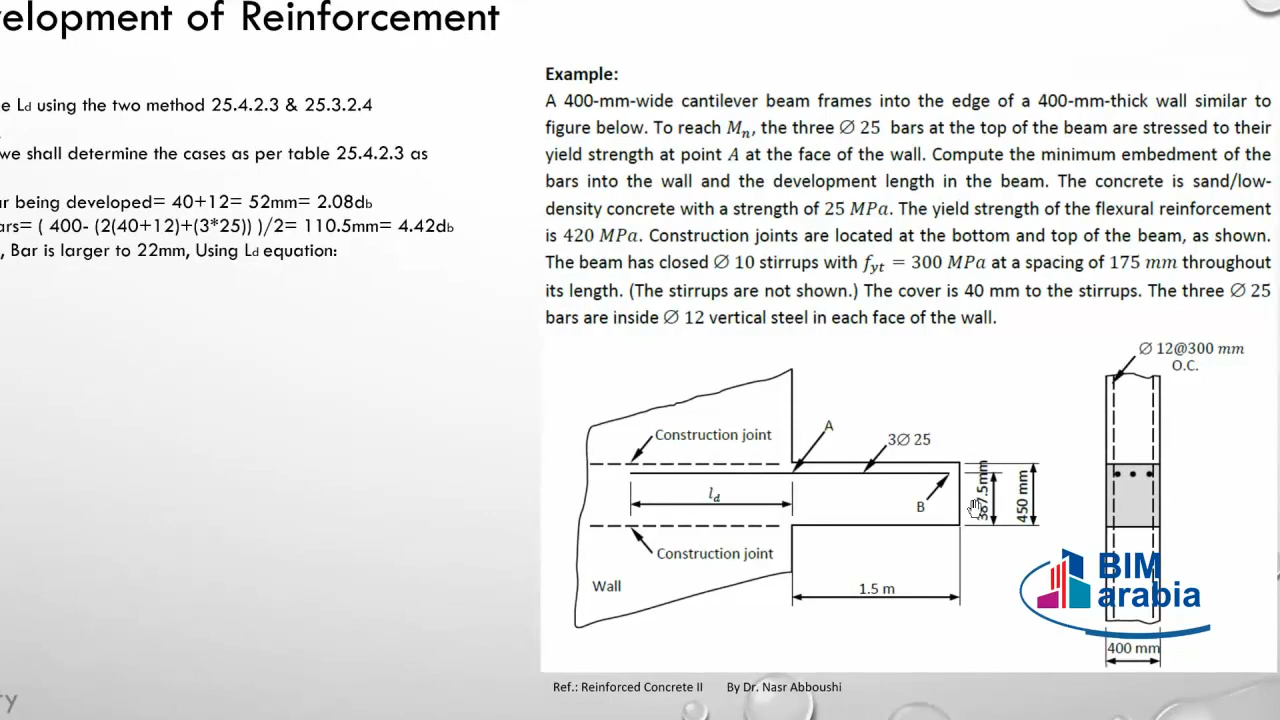 velopment of Reinforcement
e Ld using the two method 25.4.2.3 & 25.3.2.4
we shall determine the cases as per table 25.4.2.3 as
ar being developed= 40+12= 52mm= 2.08db
ars= ( 400- (2(40+12)+(3*25)) )/2= 110.5mm= 4.42db
, Bar is larger to 22mm, Using Ld equation:
Example:
A 400-mm-wide cantilever beam frames into the edge of a 400-mm-thick wall similar to
figure below. To reach Mn, the three ∅ 25 bars at the top of the beam are stressed to their
yield strength at point A at the face of the wall. Compute the minimum embedment of the
bars into the wall and the development length in the beam. The concrete is sand/low-
density concrete with a strength of 25 MPa. The yield strength of the flexural reinforcement
is 420 MPa. Construction joints are located at the bottom and top of the beam, as shown.
The beam has closed ∅ 10 stirrups with fyt = 300 MPa at a spacing of 175 mm throughout
its length. (The stirrups are not shown.) The cover is 40 mm to the stirrups. The three ∅ 25
bars are inside ∅ 12 vertical steel in each face of the wall.
∅ 12@300 mm
O.C.
Construction joint
A
3∅ 25
ld
B
367.5mm
450 mm
Construction joint
Wall
1.5 m
BIM
arabia
400 mm
Ref.: Reinforced Concrete II By Dr. Nasr Abboushi
ry